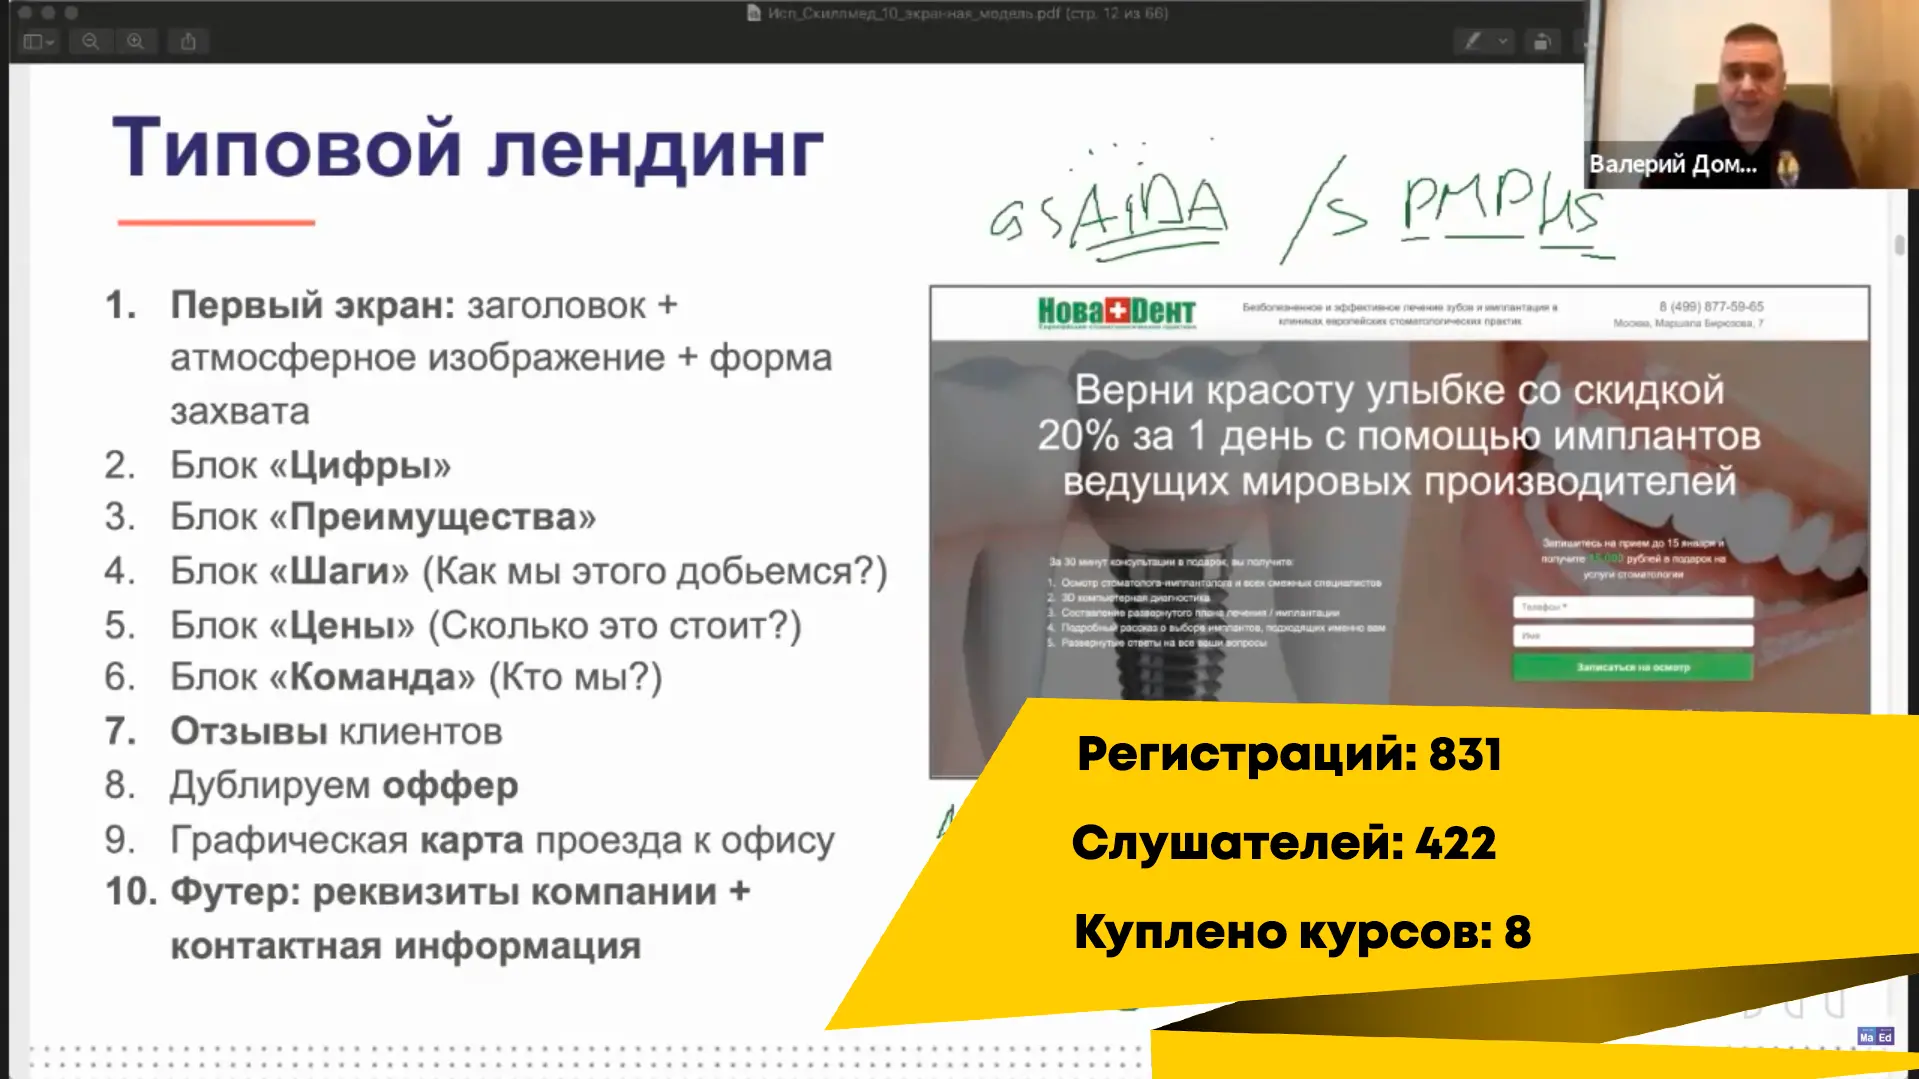 Исп_Скиллмед_10_экранная_модель.pdf (стр. 12 из 66)
Валерий Дом...
Типовой лендинг
1. Первый экран: заголовок +
атмосферное изображение + форма
захвата
2. Блок «Цифры»
3. Блок «Преимущества»
4. Блок «Шаги» (Как мы этого добьемся?)
5. Блок «Цены» (Сколько это стоит?)
6. Блок «Команда» (Кто мы?)
7. Отзывы клиентов
8. Дублируем оффер
9. Графическая карта проезда к офису
10. Футер: реквизиты компании +
контактная информация
AIDA
Нова Dент
Безболезненное и эффективное лечение зубов и имплантация в
клиниках европейских стоматологических практик
8 (499) 877-59-65
Москва, Маршала Бирюзова, 7
Верни красоту улыбке со скидкой
20% за 1 день с помощью имплантов
ведущих мировых производителей
За 30 минут консультации в подарок, вы получите:
1. Осмотр стоматолога-имплантолога и всех смежных специалистов
2. 3D компьютерная диагностика
3. Составление развернутого плана лечения / имплантации
4. Подробный рассказ о выборе имплантов, подходящих именно вам
5. Развернутые ответы на все ваши вопросы
Запишитесь на прием до 15 января и
получите 15 000 рублей в подарок на
услуги стоматологии
Телефон *
Имя
Записаться на осмотр
Регистраций: 831
Слушателей: 422
Куплено курсов: 8
Ma Ed